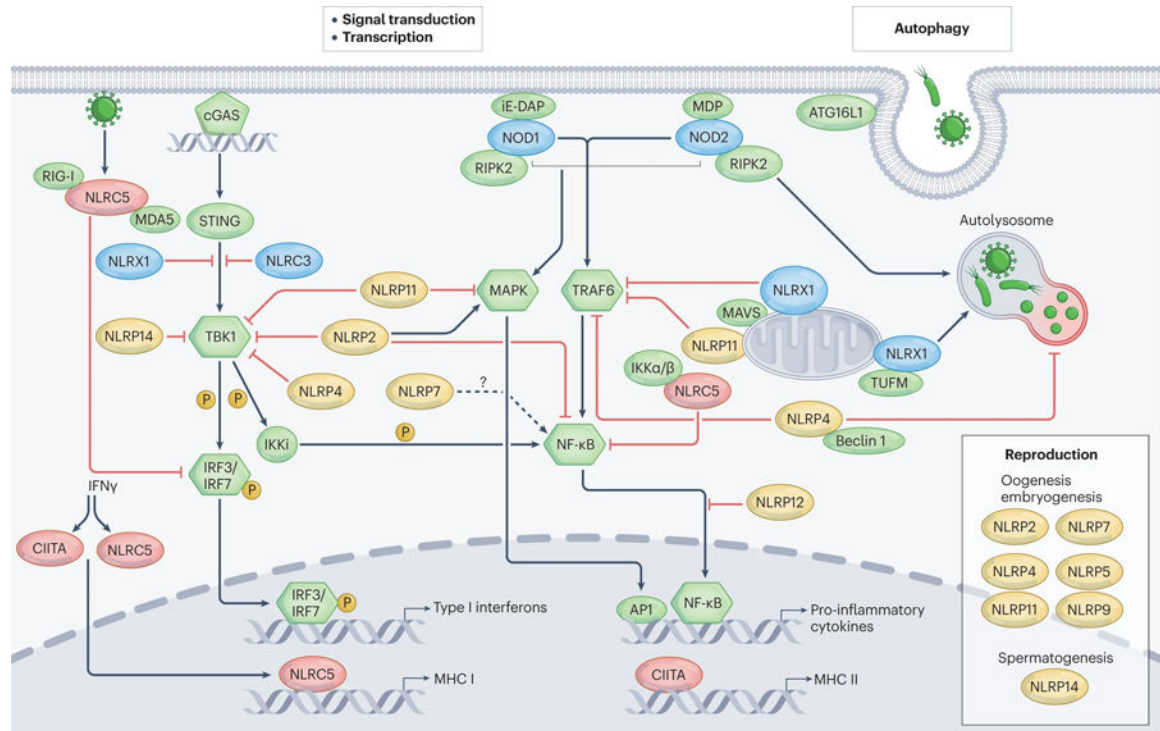 • Signal transduction
• Transcription
Autophagy
cGAS
iE-DAP
NOD1
RIPK2
MDP
NOD2
RIPK2
ATG16L1
RIG-I
NLRC5
MDA5
STING
Autolysosome
NLRX1
NLRC3
NLRP11
MAPK
TRAF6
NLRX1
MAVS
NLRP11
NLRP14
TBK1
NLRP2
NLRX1
TUFM
IKKα/β
NLRC5
NLRP4
NLRP7
?
P
P
NLRP4
Beclin 1
IKKi
P
NF-κB
IRF3/
IRF7
P
IFNγ
NLRP12
CIITA
NLRC5
IRF3/
IRF7
P
Type I interferons
AP1
NF-κB
Pro-inflammatory
cytokines
NLRC5
MHC I
CIITA
MHC II
Reproduction
Oogenesis
embryogenesis
NLRP2
NLRP7
NLRP4
NLRP5
NLRP11
NLRP9
Spermatogenesis
NLRP14